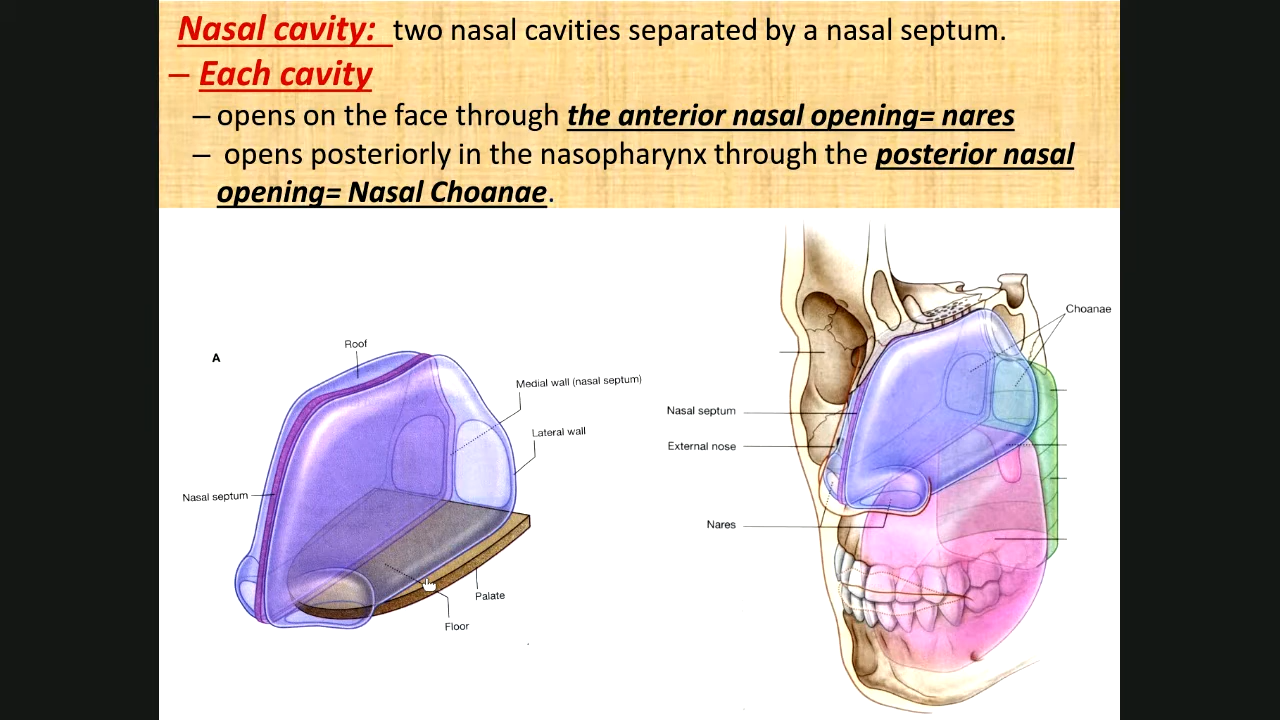 Nasal cavity: two nasal cavities separated by a nasal septum.
– Each cavity
– opens on the face through the anterior nasal opening= nares
– opens posteriorly in the nasopharynx through the posterior nasal
opening= Nasal Choanae.
A
Roof
Medial wall (nasal septum)
Lateral wall
Nasal septum
Palate
Floor
Choanae
Nasal septum
External nose
Nares